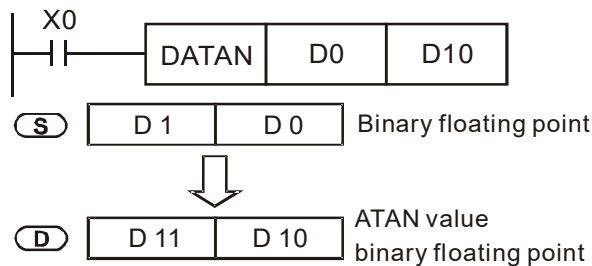 X0
DATAN D0 D10
S D 1 D 0 Binary floating point
D D 11 D 10 ATAN value
binary floating point